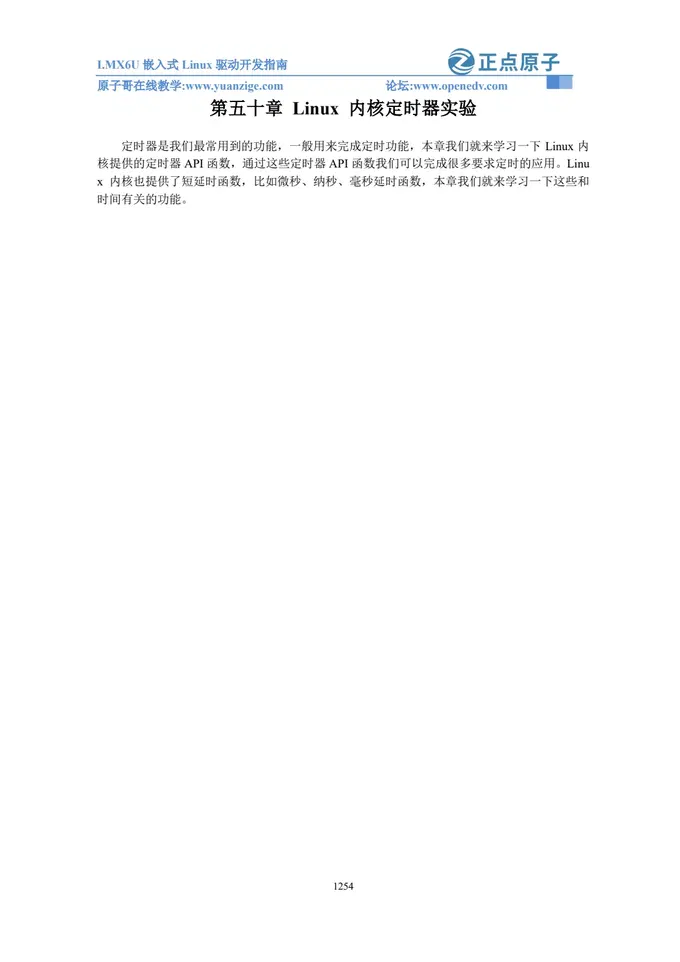 I.MX6U 嵌入式 Linux 驱动开发指南
正点原子
原子哥在线教学:www.yuanzige.com 论坛:www.openedv.com
第五十章 Linux 内核定时器实验
定时器是我们最常用到的功能，一般用来完成定时功能，本章我们就来学习一下 Linux 内
核提供的定时器 API 函数，通过这些定时器 API 函数我们可以完成很多要求定时的应用。Linu
x 内核也提供了短延时函数，比如微秒、纳秒、毫秒延时函数，本章我们就来学习一下这些和
时间有关的功能。
1254